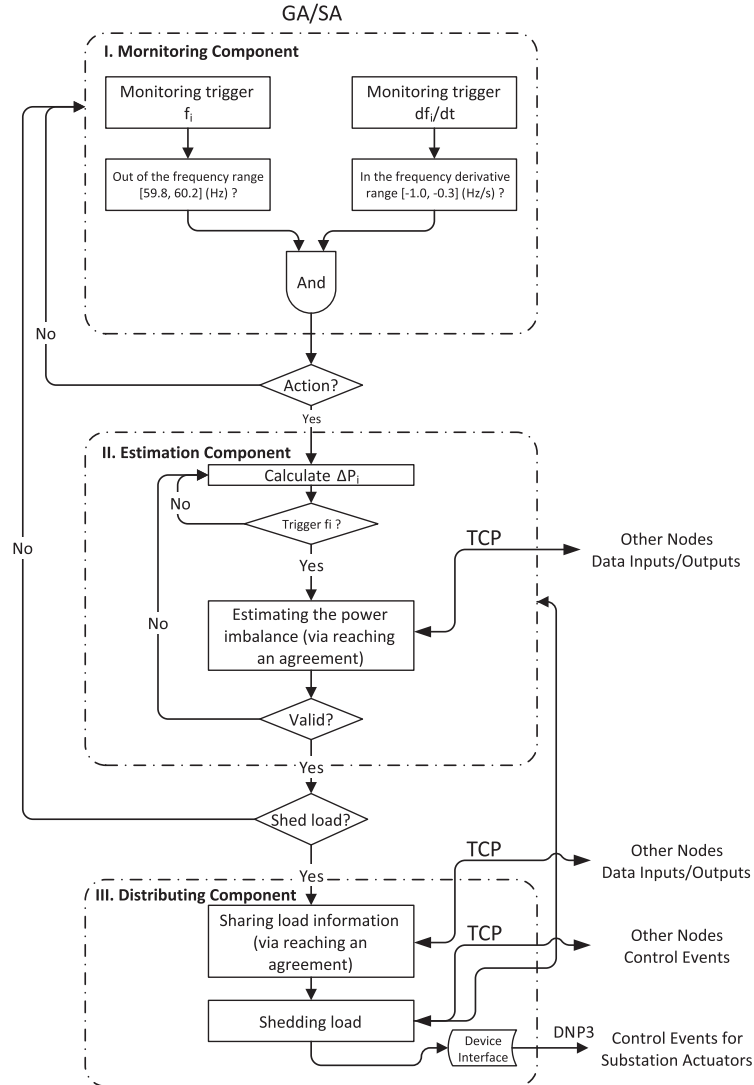 GA/SA
I. Mornitoring Component
Monitoring trigger
fi
Monitoring trigger
dfi/dt
Out of the frequency range
[59.8, 60.2] (Hz) ?
In the frequency derivative
range [-1.0, -0.3] (Hz/s) ?
And
No
Action?
Yes
II. Estimation Component
Calculate ΔPi
No
Trigger fi ?
TCP
Other Nodes
Data Inputs/Outputs
No
Yes
Estimating the power
imbalance (via reaching
an agreement)
No
Valid?
Yes
Shed load?
TCP
Other Nodes
Data Inputs/Outputs
Yes
III. Distributing Component
Sharing load information
(via reaching an
agreement)
TCP
Other Nodes
Control Events
Shedding load
Device
Interface
DNP3
Control Events for
Substation Actuators